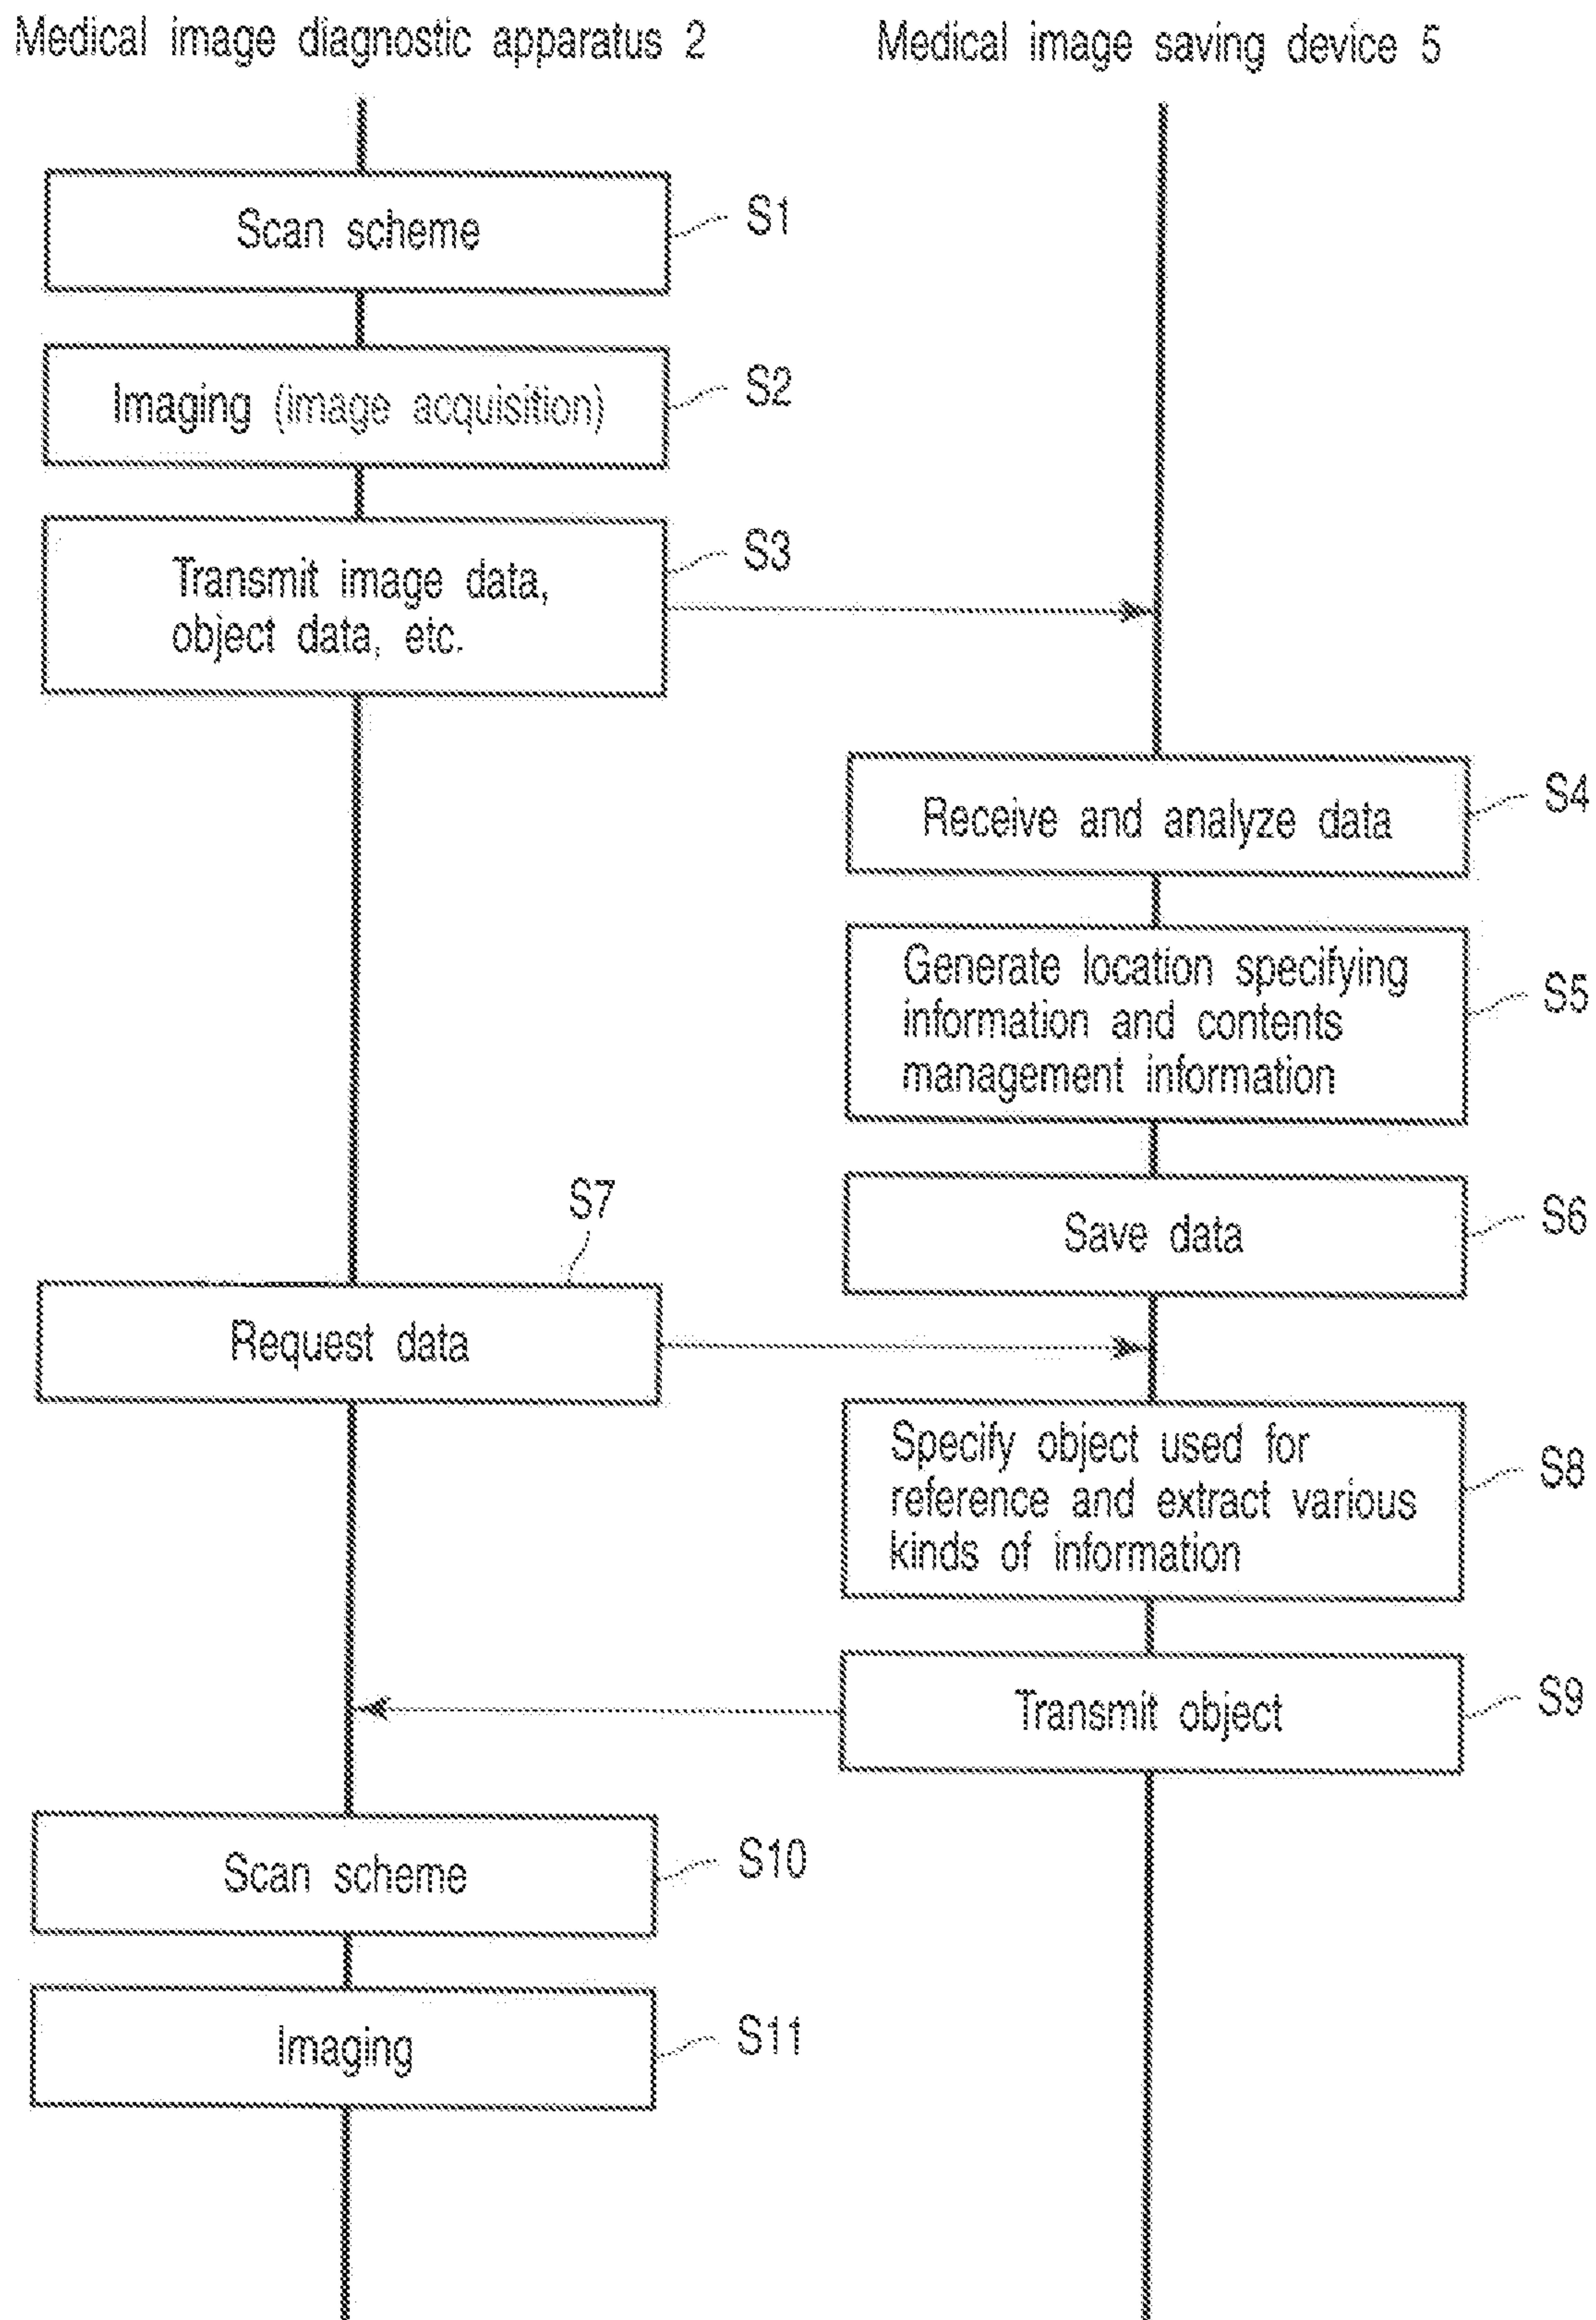 Medical image diagnostic apparatus 2
Medical image saving device 5
Scan scheme
S1
Imaging (image acquisition)
S2
Transmit image data,
object data, etc.
S3
Receive and analyze data
S4
Generate location specifying
information and contents
management information
S5
Save data
S6
S7
Request data
Specify object used for
reference and extract various
kinds of information
S8
Transmit object
S9
Scan scheme
S10
Imaging
S11